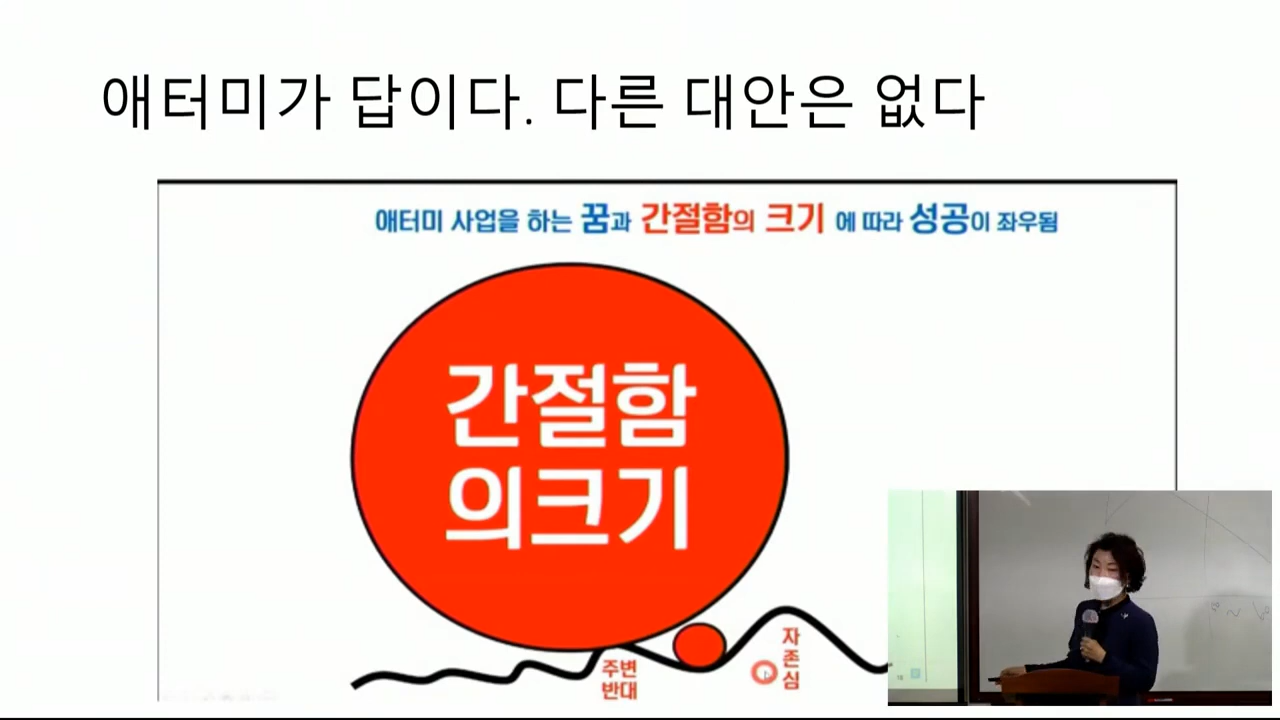 애터미가 답이다. 다른 대안은 없다
애터미 사업을 하는 꿈과 간절함의 크기 에 따라 성공이 좌우됨
간절함
의크기
주변
반대
자
존
심